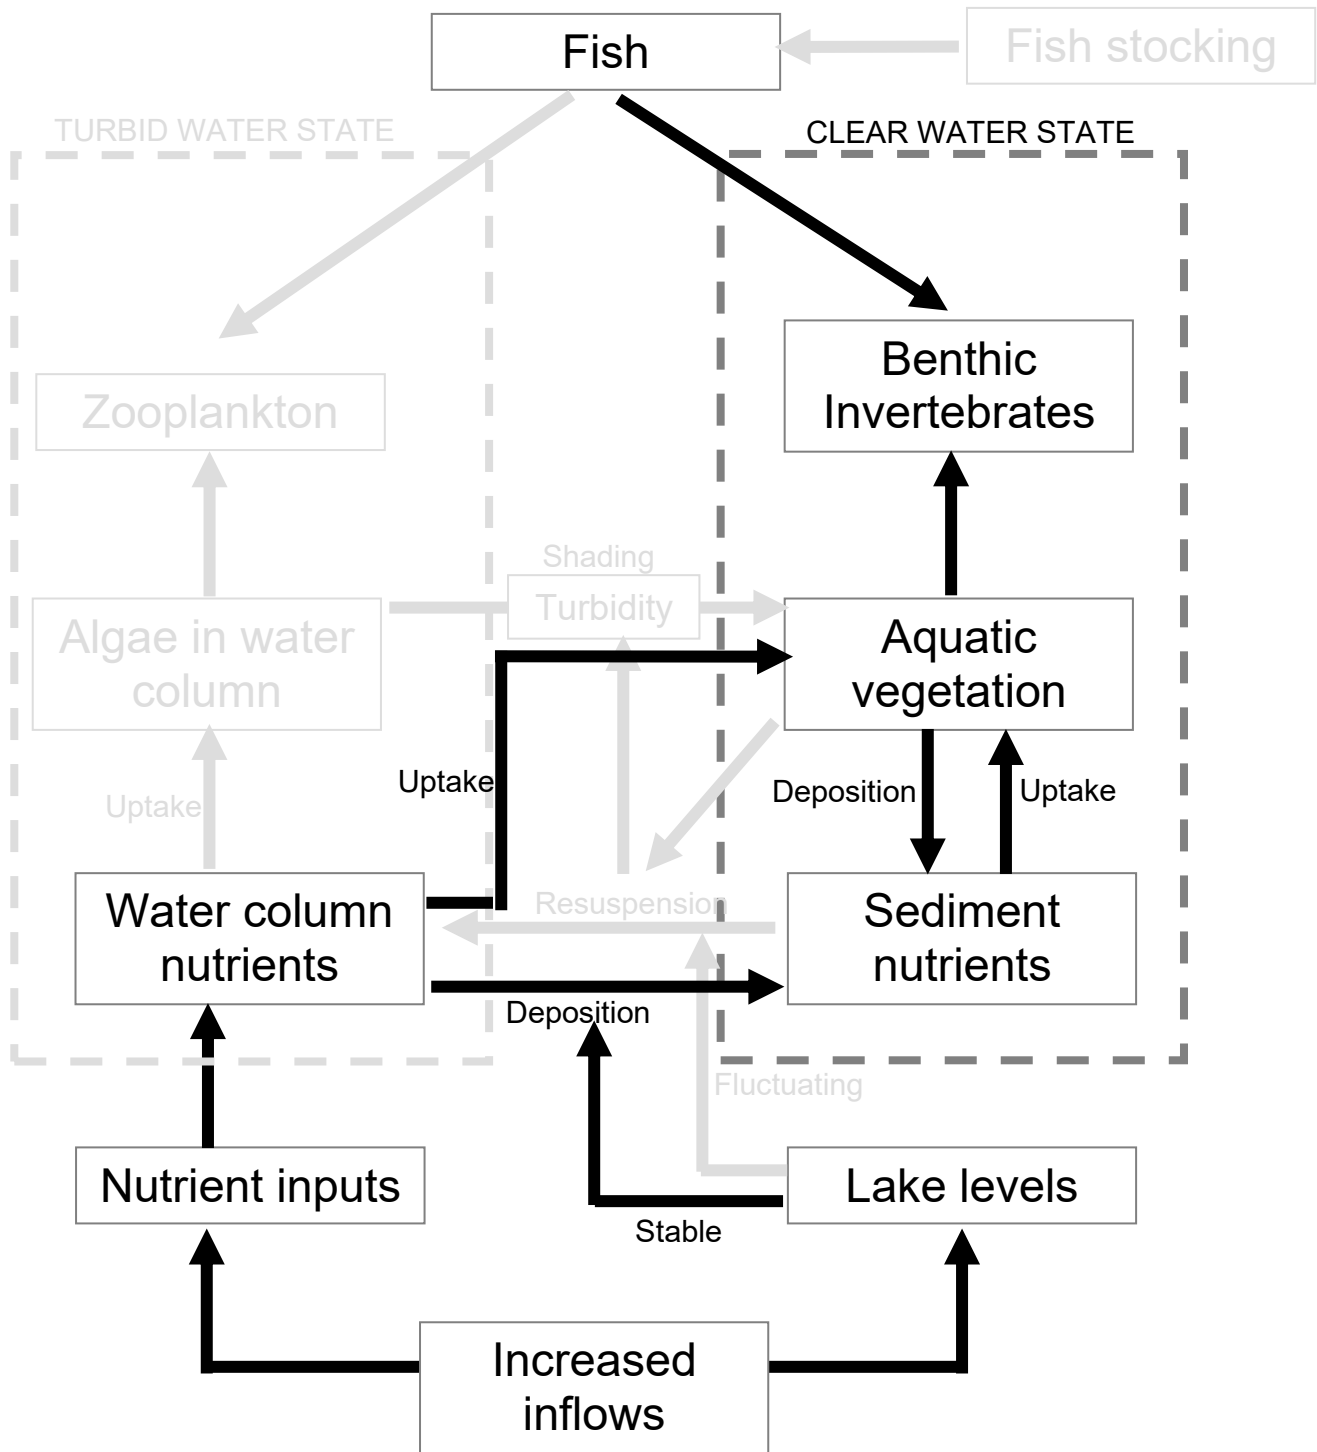 Fish
Fish stocking
TURBID WATER STATE
CLEAR WATER STATE
Benthic
Invertebrates
Zooplankton
Shading
Turbidity
Algae in water
column
Aquatic
vegetation
Uptake
Uptake
Deposition
Uptake
Water column
nutrients
Resuspension
Sediment
nutrients
Deposition
Fluctuating
Nutrient inputs
Lake levels
Stable
Increased
inflows